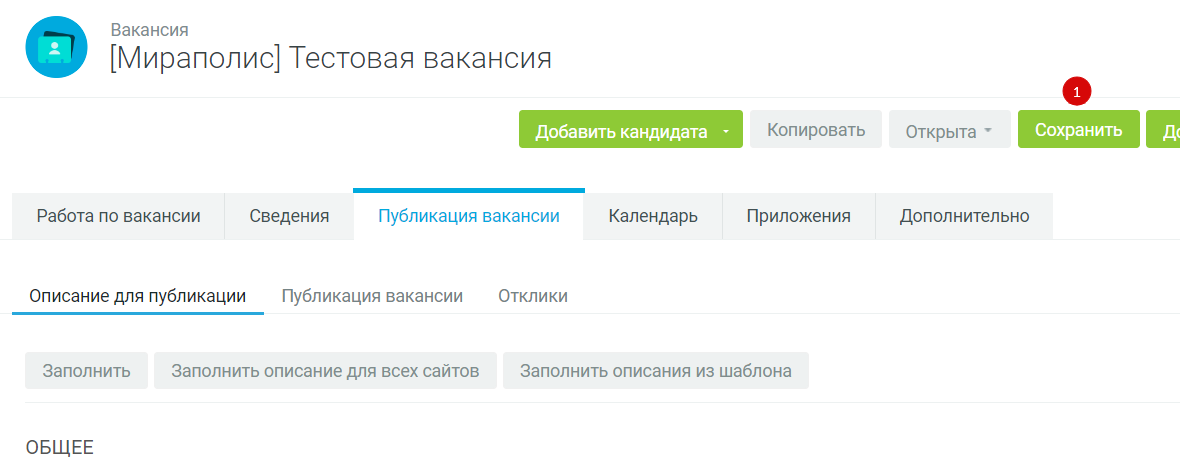 Вакансия
[Мираполис] Тестовая вакансия
1
Добавить кандидата Копировать Открыта Сохранить До
Работа по вакансии Сведения Публикация вакансии Календарь Приложения Дополнительно
Описание для публикации Публикация вакансии Отклики
Заполнить Заполнить описание для всех сайтов Заполнить описания из шаблона
ОБЩЕЕ